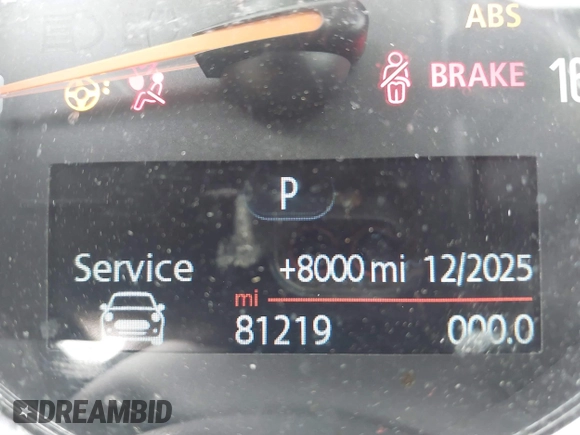 ABS
BRAKE
P
Service +8000 mi 12/2025
mi
81219 000.0
DREAMBID